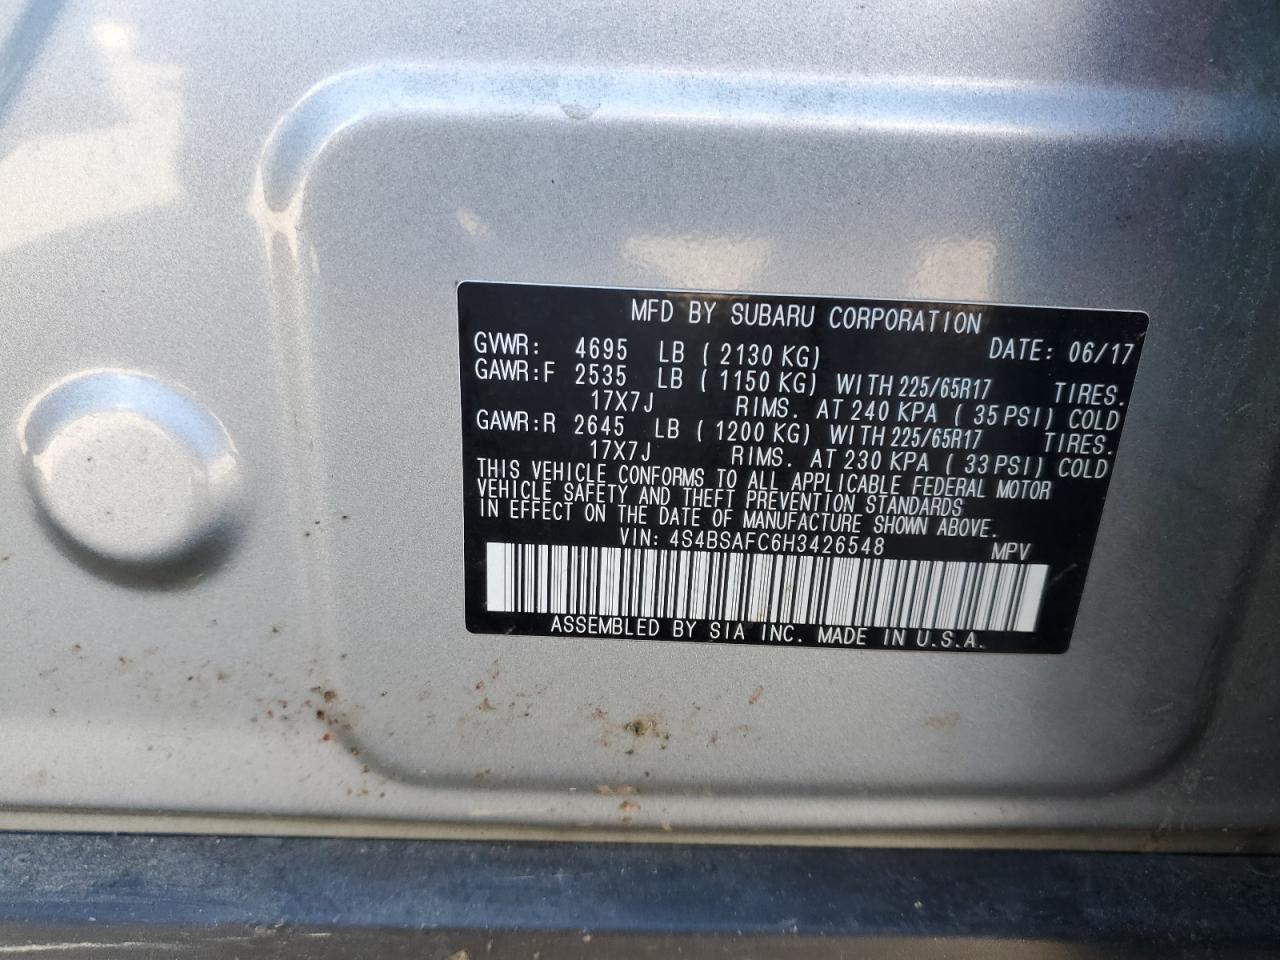 MFD BY SUBARU CORPORATION
GVWR: 4695 LB ( 2130 KG) DATE: 06/17
GAWR:F 2535 LB ( 1150 KG) WITH 225/65R17 TIRES.
17X7J RIMS. AT 240 KPA ( 35 PSI) COLD
GAWR:R 2645 LB ( 1200 KG) WITH 225/65R17 TIRES.
17X7J RIMS. AT 230 KPA ( 33 PSI) COLD
THIS VEHICLE CONFORMS TO ALL APPLICABLE FEDERAL MOTOR
VEHICLE SAFETY AND THEFT PREVENTION STANDARDS
IN EFFECT ON THE DATE OF MANUFACTURE SHOWN ABOVE.
VIN: 4S4BSAFC6H3426548 MPV
ASSEMBLED BY SIA INC. MADE IN U.S.A.